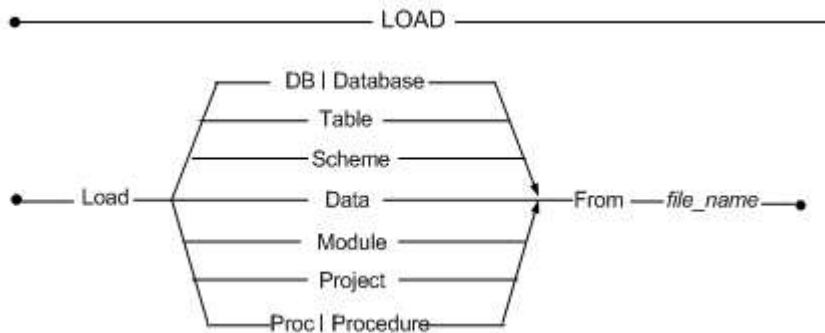 LOAD
DB | Database
Table
Scheme
Load Data From file_name
Module
Project
Proc | Procedure